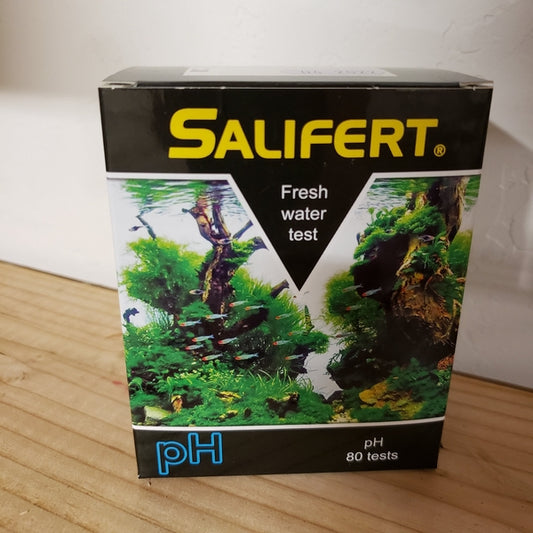 SALIFERT®
Fresh
water
test
pH
pH
80 tests